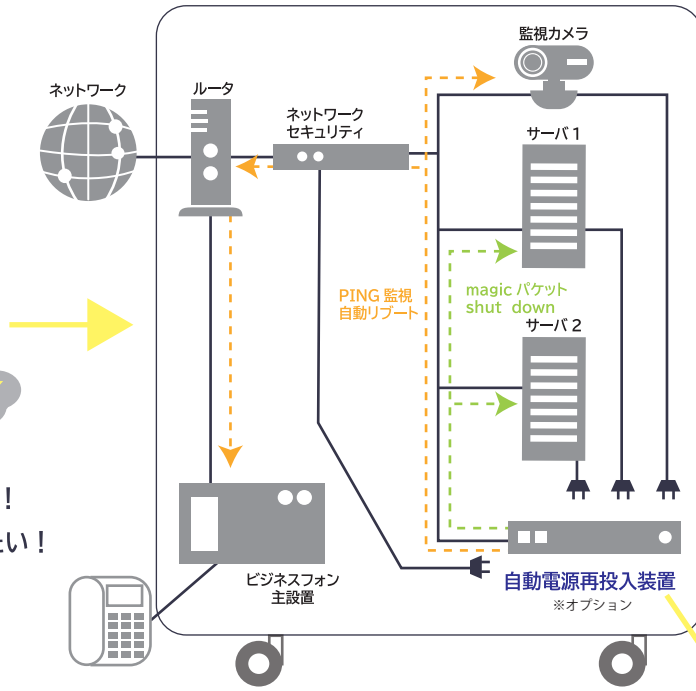 監視カメラ
ネットワーク
ルータ
ネットワーク
セキュリティ
サーバ 1
PING 監視
自動リブート
magic パケット
shut down
サーバ 2
！
い！
ビジネスフォン
主設置
自動電源再投入装置
※オプション